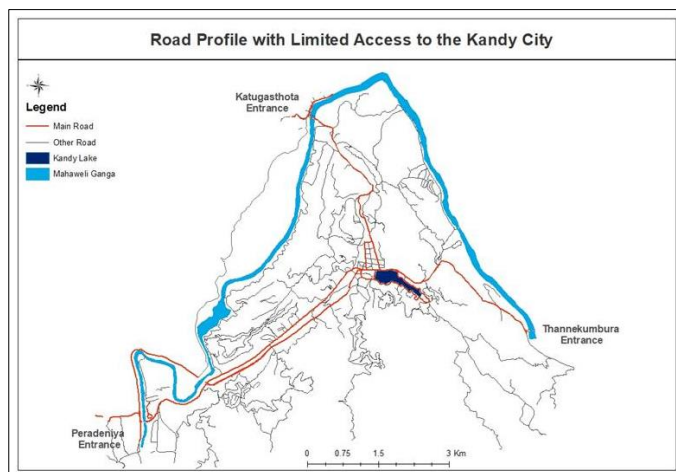 Road Profile with Limited Access to the Kandy City
Legend
Main Road
Other Road
Kandy Lake
Mahaweli Ganga
Katugasthota
Entrance
Thannekumbura
Entrance
Peradeniya
Entrance
0 0.75 1.5 3 Km